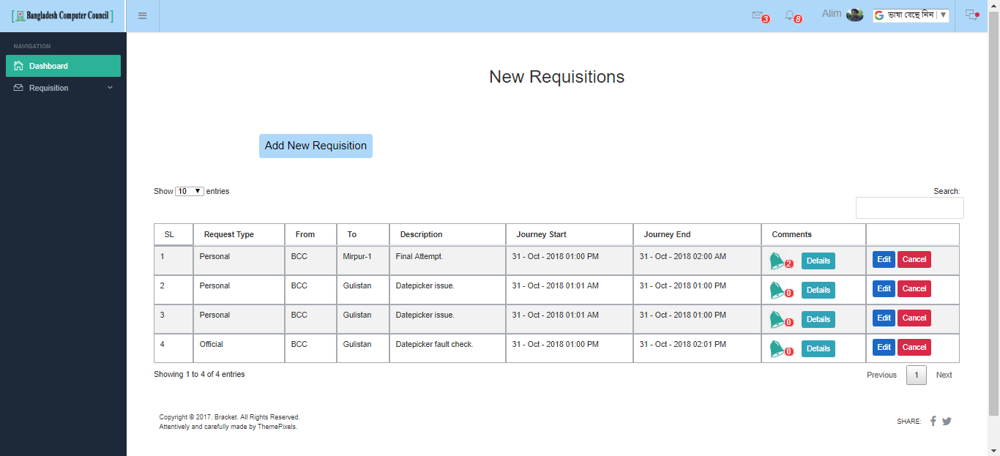 [ Bangladesh Computer Council ]
3
8
Alim
ভাষা বেছে নিন
NAVIGATION
Dashboard
Requisition
New Requisitions
Add New Requisition
Show 10 entries
Search:
SL Request Type From To Description Journey Start Journey End Comments
1 Personal BCC Mirpur-1 Final Attempt. 31 - Oct - 2018 01:00 PM 31 - Oct - 2018 02:00 AM 2 Details Edit Cancel
2 Personal BCC Gulistan Datepicker issue. 31 - Oct - 2018 01:01 AM 31 - Oct - 2018 01:00 PM 0 Details Edit Cancel
3 Personal BCC Gulistan Datepicker issue. 31 - Oct - 2018 01:01 AM 31 - Oct - 2018 01:00 PM 0 Details Edit Cancel
4 Official BCC Gulistan Datepicker fault check. 31 - Oct - 2018 01:00 PM 31 - Oct - 2018 02:01 PM 0 Details Edit Cancel
Showing 1 to 4 of 4 entries
Previous 1 Next
Copyright © 2017. Bracket. All Rights Reserved.
Attentively and carefully made by ThemePixels.
SHARE: